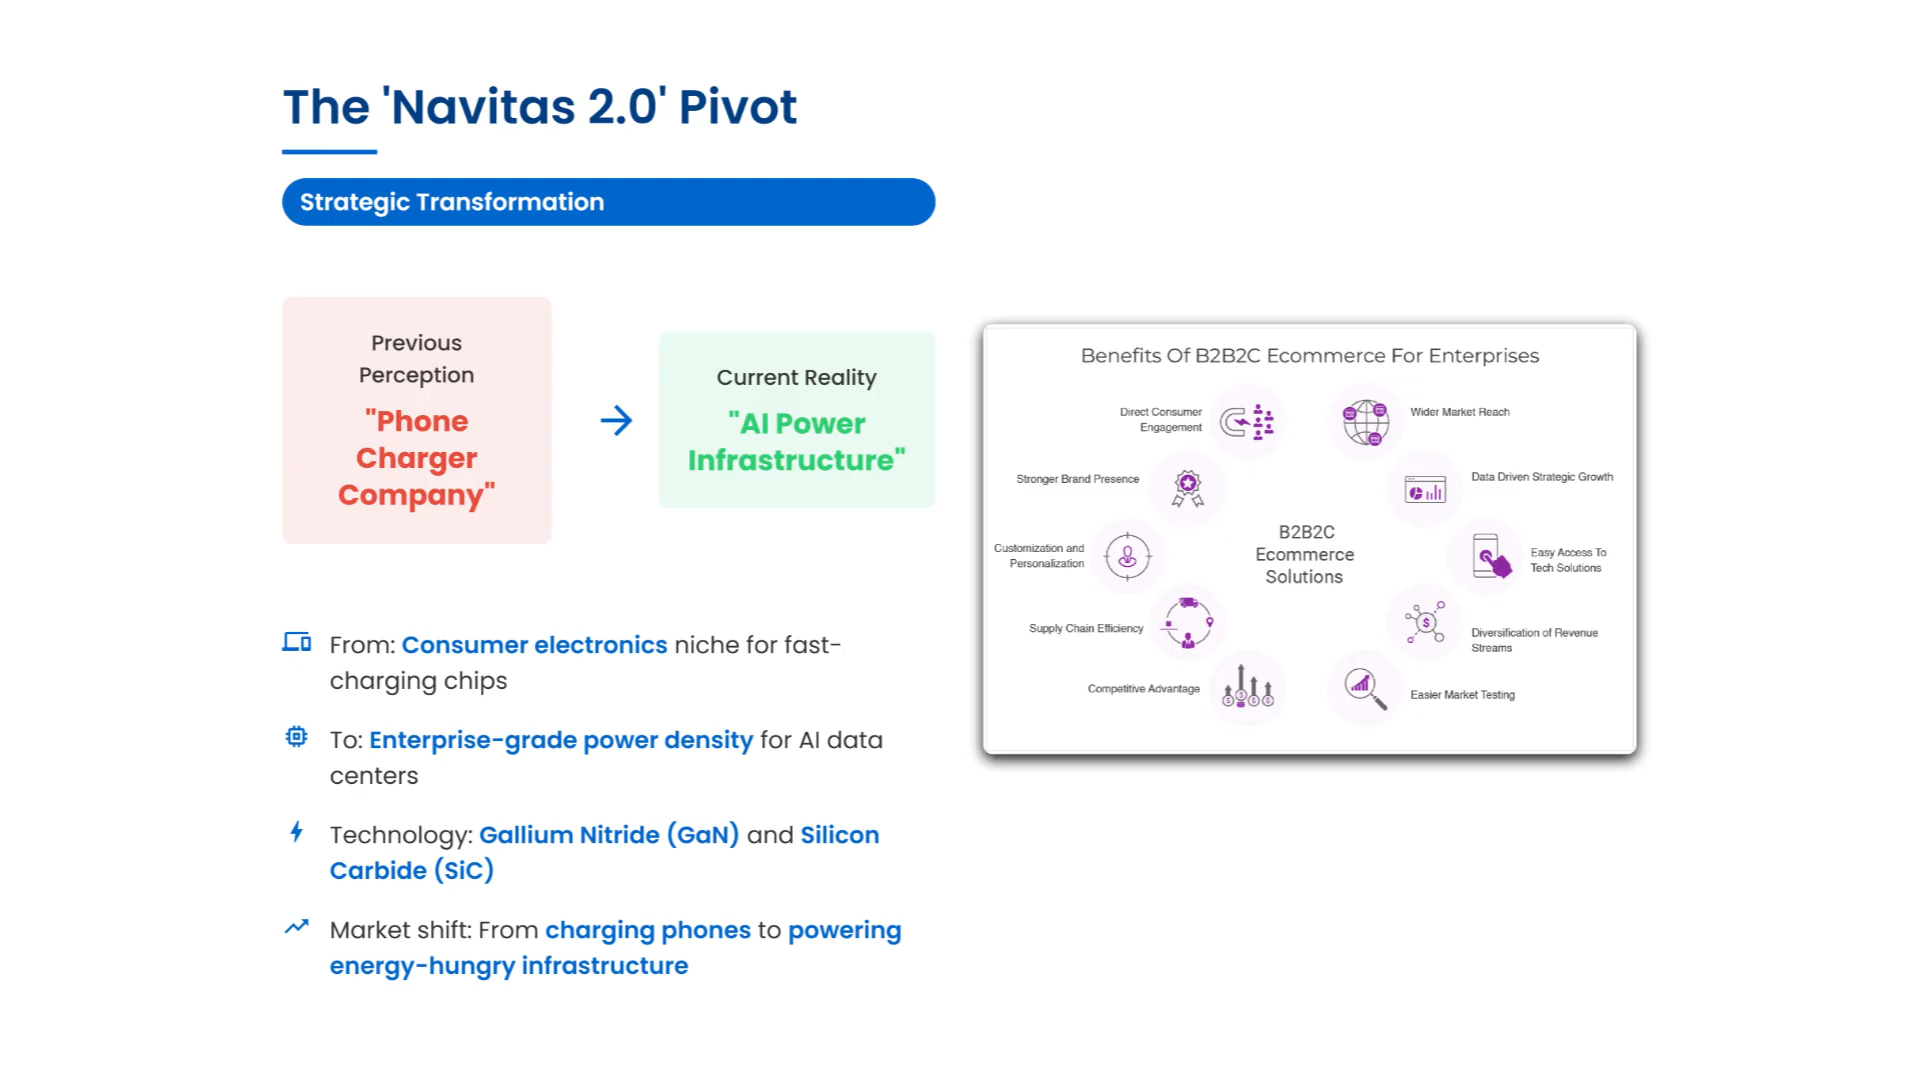 The 'Navitas 2.0' Pivot
Strategic Transformation
Previous
Perception
"Phone
Charger
Company"
Current Reality
"AI Power
Infrastructure"
From: Consumer electronics niche for fast-
charging chips
To: Enterprise-grade power density for AI data
centers
Technology: Gallium Nitride (GaN) and Silicon
Carbide (SiC)
Market shift: From charging phones to powering
energy-hungry infrastructure
Benefits Of B2B2C Ecommerce For Enterprises
Direct Consumer
Engagement
Wider Market Reach
Stronger Brand Presence
Data Driven Strategic Growth
Customization and
Personalization
B2B2C
Ecommerce
Solutions
Easy Access To
Tech Solutions
Supply Chain Efficiency
Diversification of Revenue
Streams
Competitive Advantage
Easier Market Testing